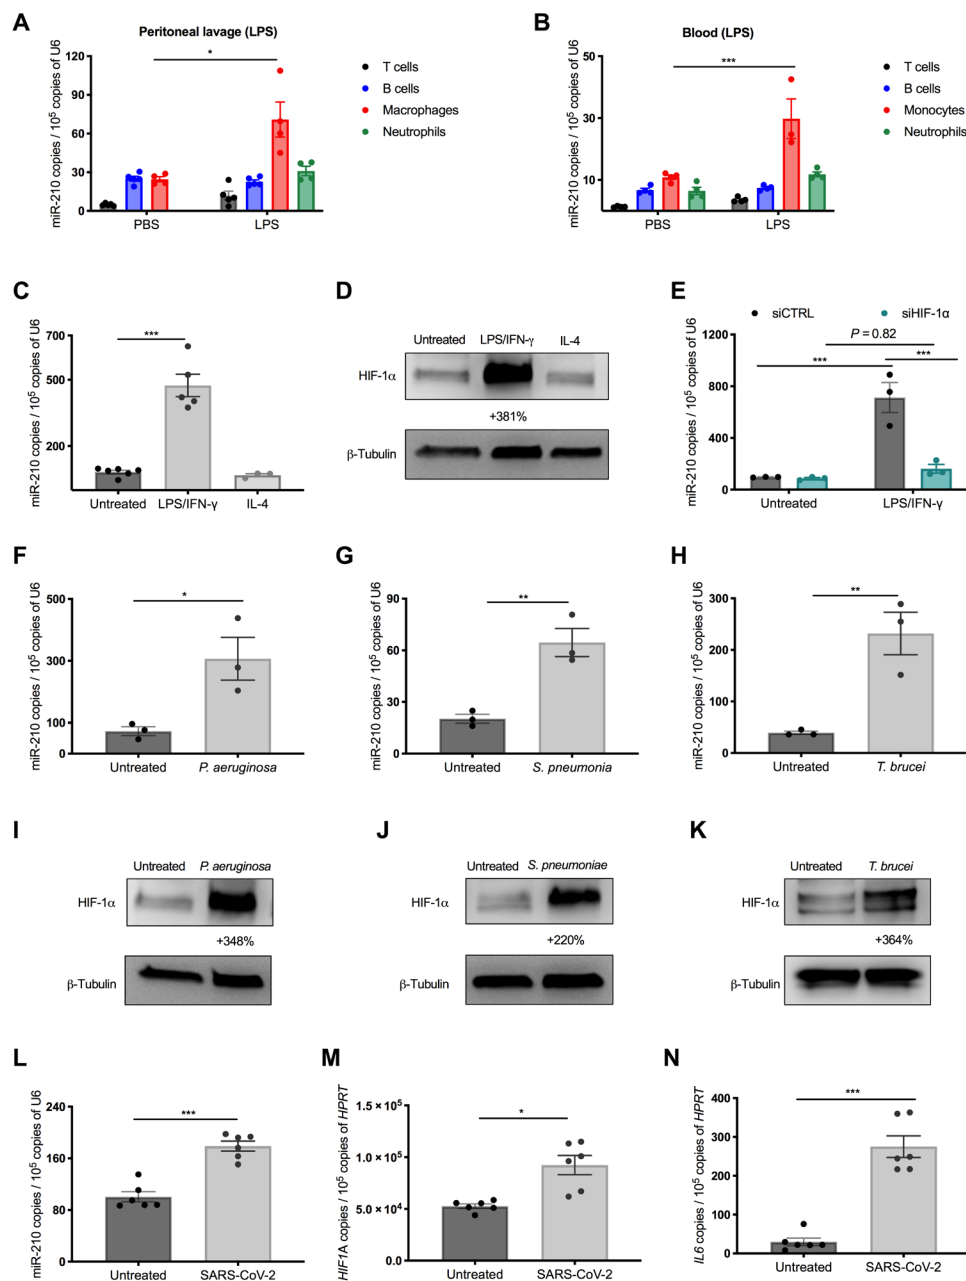 A
Peritoneal lavage (LPS)
miR-210 copies / 10⁵ copies of U6
120
90
60
30
0
*
PBS
LPS
T cells
B cells
Macrophages
Neutrophils
B
Blood (LPS)
miR-210 copies / 10⁵ copies of U6
50
30
10
***
PBS
LPS
T cells
B cells
Monocytes
Neutrophils
C
miR-210 copies / 10⁵ copies of U6
700
500
200
***
Untreated
LPS/IFN-γ
IL-4
D
Untreated
LPS/IFN-γ
IL-4
HIF-1α
+381%
β-Tubulin
E
siCTRL
siHIF-1α
miR-210 copies / 10⁵ copies of U6
1200
800
400
0
P = 0.82
***
***
Untreated
LPS/IFN-γ
F
miR-210 copies / 10⁵ copies of U6
500
300
100
0
*
Untreated
P. aeruginosa
G
miR-210 copies / 10⁵ copies of U6
90
60
30
0
**
Untreated
S. pneumonia
H
miR-210 copies / 10⁵ copies of U6
300
200
100
0
**
Untreated
T. brucei
I
Untreated
P. aeruginosa
HIF-1α
+348%
β-Tubulin
J
Untreated
S. pneumoniae
HIF-1α
+220%
β-Tubulin
K
Untreated
T. brucei
HIF-1α
+364%
β-Tubulin
L
miR-210 copies / 10⁵ copies of U6
240
160
80
0
***
Untreated
SARS-CoV-2
M
HIF1A copies / 10⁵ copies of HPRT
1.5 × 10⁵
1.0 × 10⁵
5.0 × 10⁴
0.0
*
Untreated
SARS-CoV-2
N
IL6 copies / 10⁵ copies of HPRT
400
300
200
100
0
***
Untreated
SARS-CoV-2